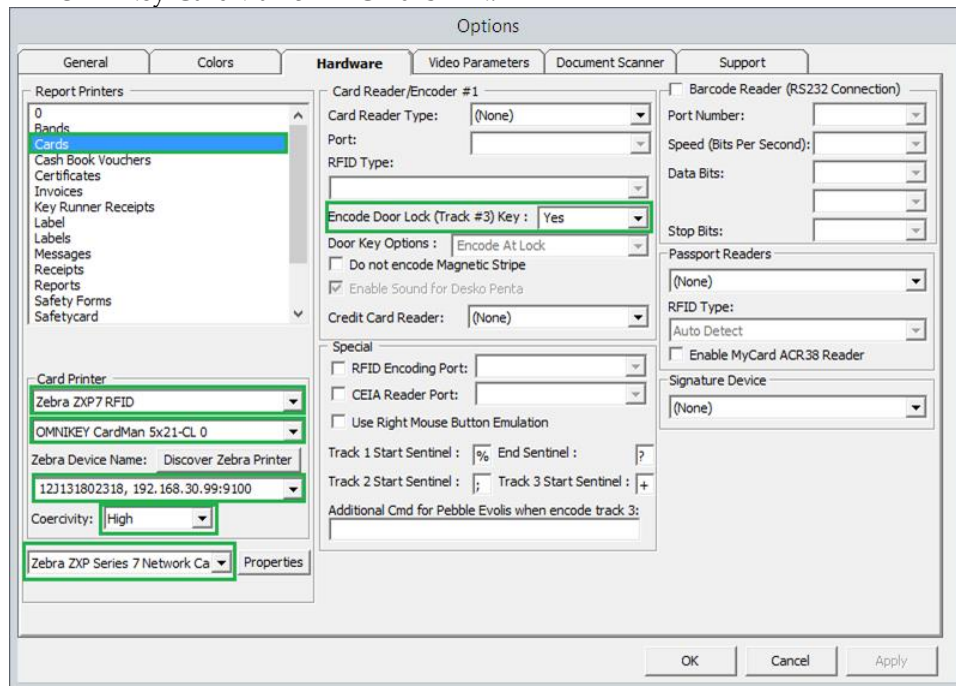 Options
General
Colors
Hardware
Video Parameters
Document Scanner
Support
Report Printers
0
Bands
Cards
Cash Book Vouchers
Certificates
Invoices
Key Runner Receipts
Label
Labels
Messages
Receipts
Reports
Safety Forms
Safetycard
Card Printer
Zebra ZXP7 RFID
OMNIKEY CardMan 5x21-CL 0
Zebra Device Name: Discover Zebra Printer
12J131802318, 192.168.30.99:9100
Coercivity: High
Zebra ZXP Series 7 Network Ca Properties
Card Reader/Encoder #1
Card Reader Type: (None)
Port:
RFID Type:
Encode Door Lock (Track #3) Key : Yes
Door Key Options : Encode At Lock
Do not encode Magnetic Stripe
Enable Sound for Desko Penta
Credit Card Reader: (None)
Special
RFID Encoding Port:
CEIA Reader Port:
Use Right Mouse Button Emulation
Track 1 Start Sentinel : % End Sentinel : ?
Track 2 Start Sentinel : ; Track 3 Start Sentinel : +
Additional Cmd for Pebble Evolis when encode track 3:
Barcode Reader (RS232 Connection)
Port Number:
Speed (Bits Per Second):
Data Bits:
Stop Bits:
Passport Readers
(None)
RFID Type:
Auto Detect
Enable MyCard ACR38 Reader
Signature Device
(None)
OK
Cancel
Apply